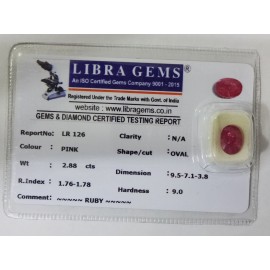 LIBRA GEMS®
An ISO Certified Gems Company 9001 - 2015
Registered Under the Trade Marks with Govt. of India
website : www.libragems.co.in
GEMS & DIAMOND CERTIFIED TESTING REPORT
ReportNo: LR 126 Clarity : N/A
Colour : PINK Shape/cut : OVAL
Wt : 2.88 cts Dimension : 9.5-7.1-3.8
R.Index : 1.76-1.78 Hardness : 9.0
Comment: ~~~~~ RUBY ~~~~~